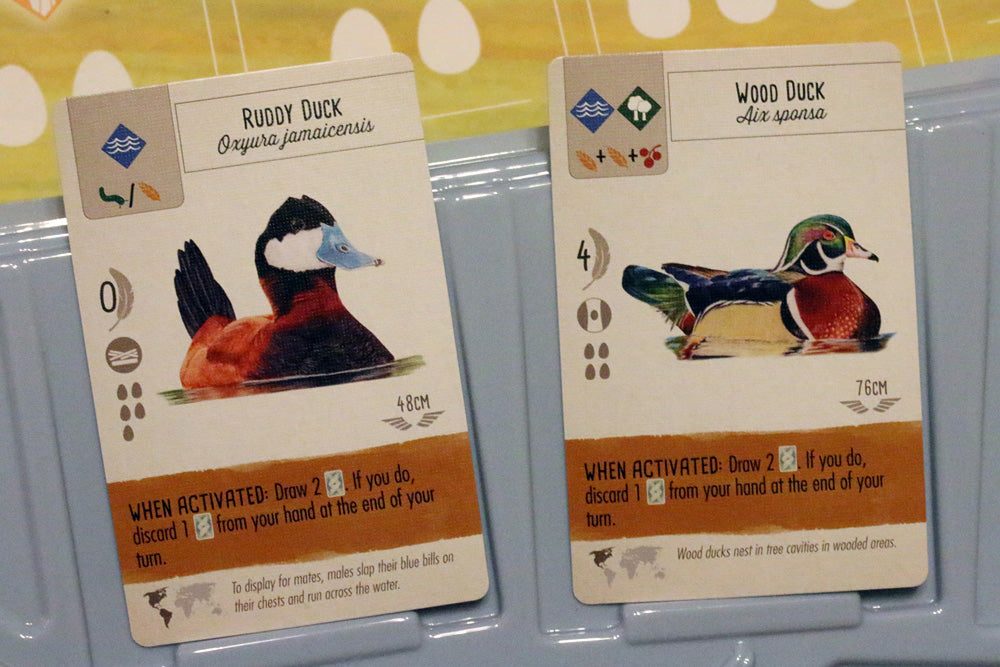 RUDDY DUCK
Oxyura jamaicensis
/
0
48CM
WHEN ACTIVATED: Draw 2 . If you do,
discard 1 from your hand at the end of your
turn.
To display for mates, males slap their blue bills on
their chests and run across the water.
WOOD DUCK
Aix sponsa
+ +
4
76CM
WHEN ACTIVATED: Draw 2 . If you do,
discard 1 from your hand at the end of your
turn.
Wood ducks nest in tree cavities in wooded areas.